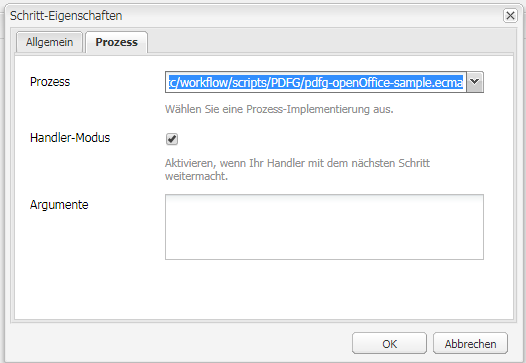 Schritt-Eigenschaften
Allgemein
Prozess
Prozess
c/workflow/scripts/PDFG/pdfg-openOffice-sample.ecma
Wählen Sie eine Prozess-Implementierung aus.
Handler-Modus
Aktivieren, wenn Ihr Handler mit dem nächsten Schritt
weitermacht.
Argumente
OK
Abbrechen